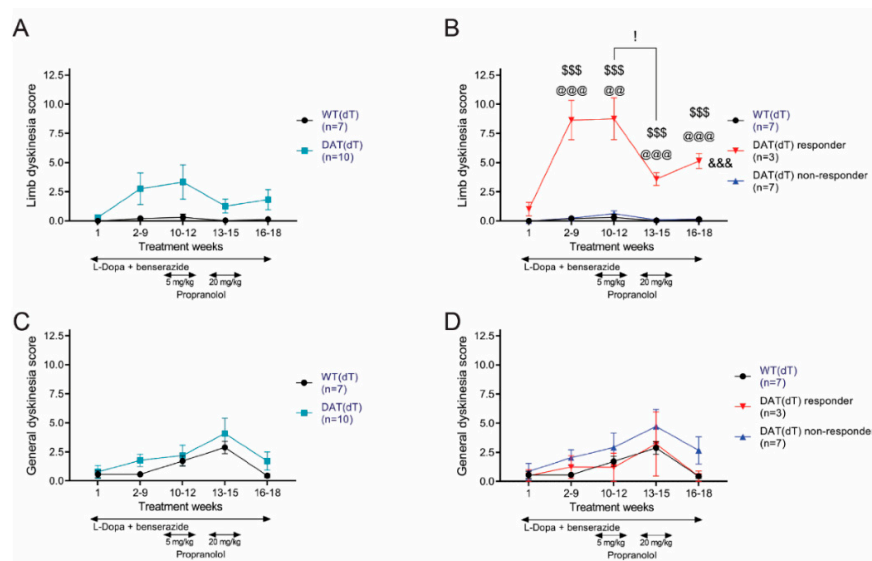 A
Limb dyskinesia score
12.5
10.0
7.5
5.0
2.5
0.0
1
2-9
10-12
13-15
16-18
Treatment weeks
L-Dopa + benserazide
5 mg/kg
20 mg/kg
Propranolol
WT(dT)
(n=7)
DAT(dT)
(n=10)
B
Limb dyskinesia score
12.5
10.0
7.5
5.0
2.5
0.0
!
$$$
@@@
$$$
@@
$$$
@@@
$$$
@@@
&&&
1
2-9
10-12
13-15
16-18
Treatment weeks
L-Dopa + benserazide
5 mg/kg
20 mg/kg
Propranolol
WT(dT)
(n=7)
DAT(dT) responder
(n=3)
DAT(dT) non-responder
(n=7)
C
General dyskinesia score
12.5
10.0
7.5
5.0
2.5
0.0
1
2-9
10-12
13-15
16-18
Treatment weeks
L-Dopa + benserazide
5 mg/kg
20 mg/kg
Propranolol
WT(dT)
(n=7)
DAT(dT)
(n=10)
D
General dyskinesia score
12.5
10.0
7.5
5.0
2.5
0.0
1
2-9
10-12
13-15
16-18
Treatment weeks
L-Dopa + benserazide
5 mg/kg
20 mg/kg
Propranolol
WT(dT)
(n=7)
DAT(dT) responder
(n=3)
DAT(dT) non-responder
(n=7)